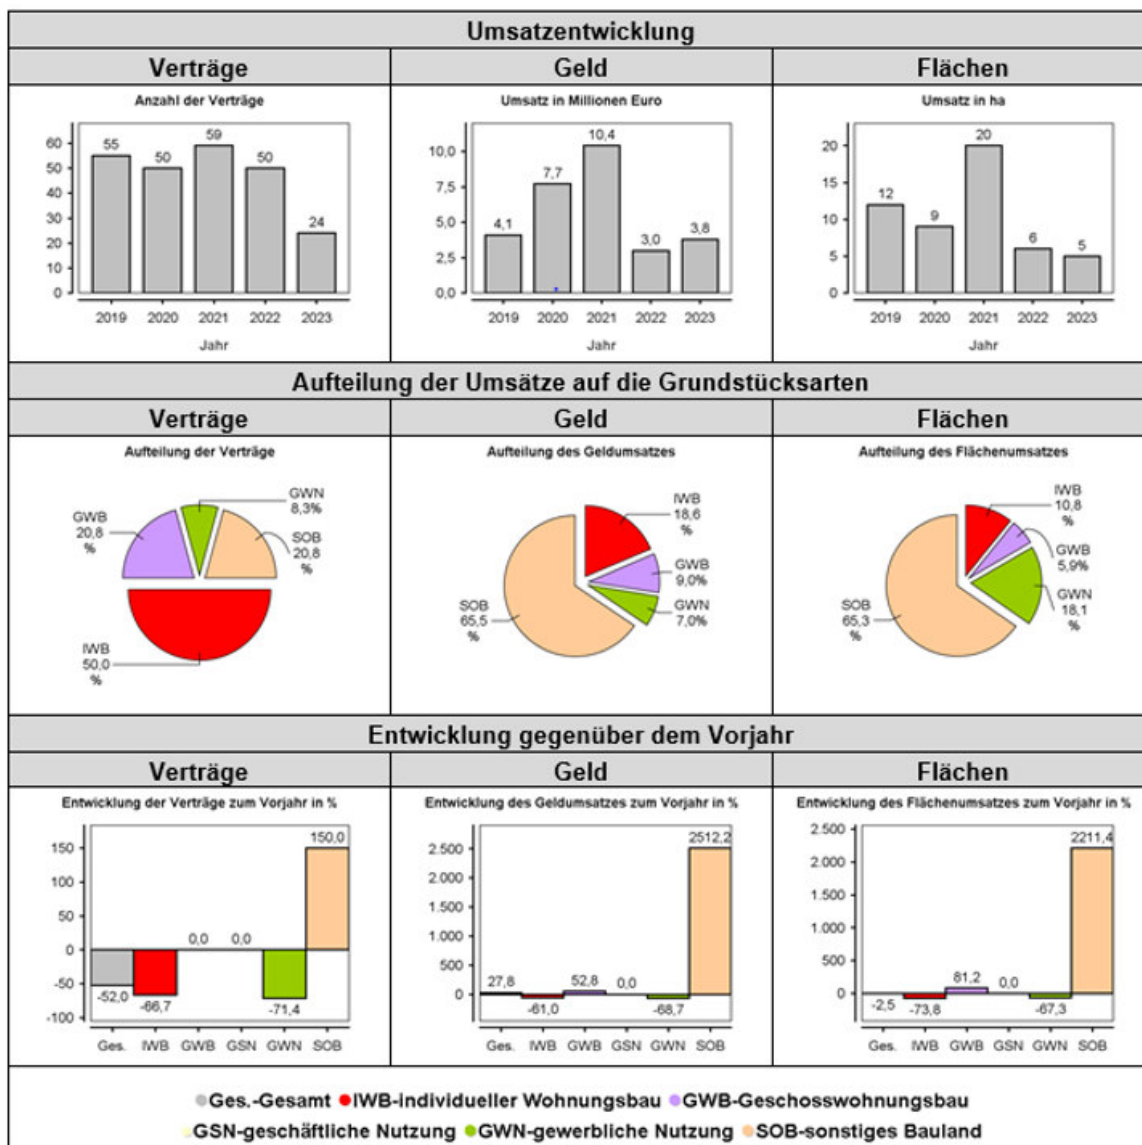 Umsatzentwicklung
Verträge Geld Flächen
Anzahl der Verträge
60
50
40
30
20
10
0
55 50 59 50 24
2019 2020 2021 2022 2023
Jahr
Umsatz in Millionen Euro
10,0
7,5
5,0
2,5
0,0
4,1 7,7 10,4 3,0 3,8
2019 2020 2021 2022 2023
Jahr
Umsatz in ha
20
15
10
5
0
12 9 20 6 5
2019 2020 2021 2022 2023
Jahr
Aufteilung der Umsätze auf die Grundstücksarten
Verträge Geld Flächen
Aufteilung der Verträge
GWN
8,3%
GWB
20,8
%
SOB
20,8
%
IWB
50,0
%
Aufteilung des Geldumsatzes
IWB
18,6
%
GWB
9,0%
GWN
7,0%
SOB
65,5
%
Aufteilung des Flächenumsatzes
IWB
10,8
%
GWB
5,9%
GWN
18,1
%
SOB
65,3
%
Entwicklung gegenüber dem Vorjahr
Verträge Geld Flächen
Entwicklung der Verträge zum Vorjahr in %
150
100
50
0
-50
-100
-52,0 -66,7 0,0 0,0 -71,4 150,0
Ges. IWB GWB GSN GWN SOB
Entwicklung des Geldumsatzes zum Vorjahr in %
2.500
2.000
1.500
1.000
500
0
27,8 -61,0 52,8 0,0 -68,7 2512,2
Ges. IWB GWB GSN GWN SOB
Entwicklung des Flächenumsatzes zum Vorjahr in %
2.500
2.000
1.500
1.000
500
0
-2,5 -73,8 81,2 0,0 -67,3 2211,4
Ges. IWB GWB GSN GWN SOB
Ges.-Gesamt IWB-individueller Wohnungsbau GWB-Geschosswohnungsbau
GSN-geschäftliche Nutzung GWN-gewerbliche Nutzung SOB-sonstiges Bauland